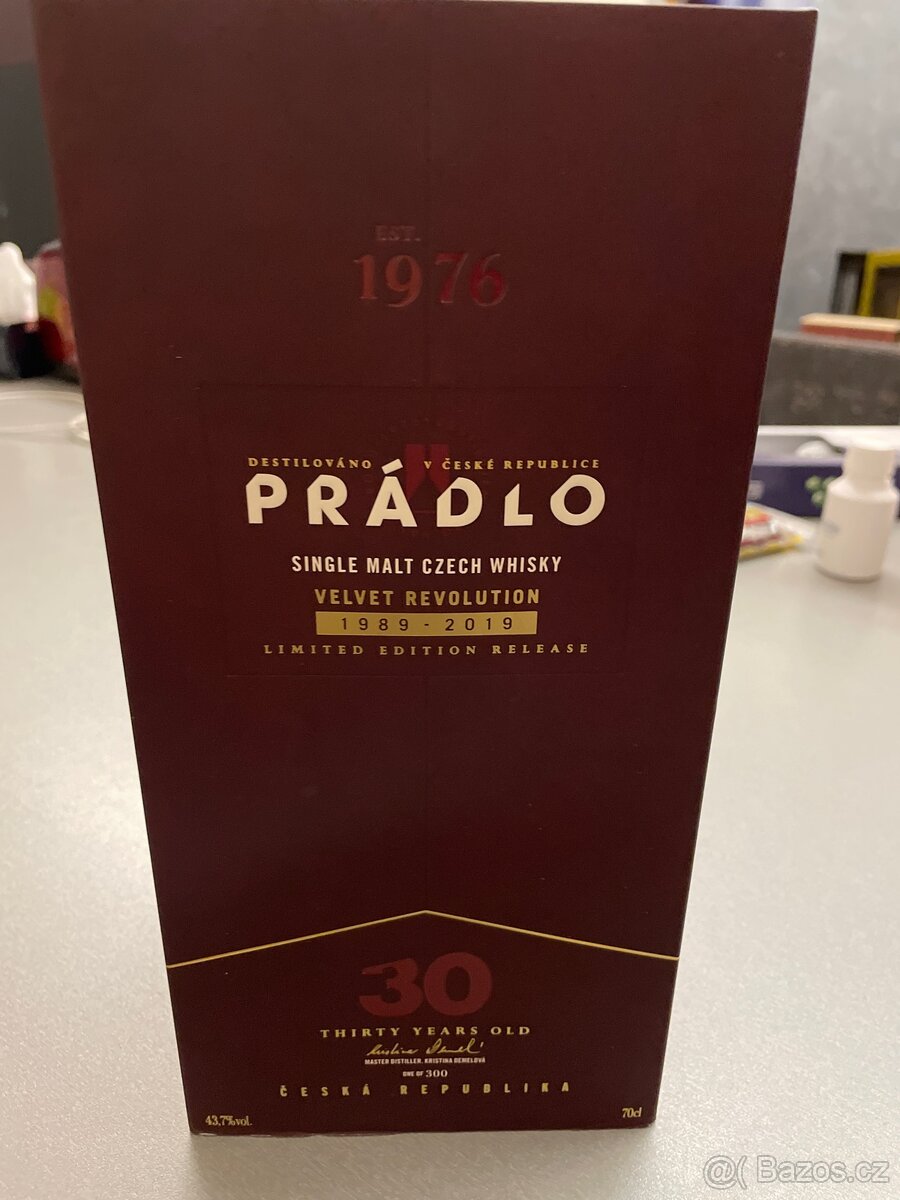 EST.
1976
DESTILOVÁNO V ČESKÉ REPUBLICE
PRÁDLO
SINGLE MALT CZECH WHISKY
VELVET REVOLUTION
1989 - 2019
LIMITED EDITION RELEASE
30
THIRTY YEARS OLD
MASTER DISTILLER, KRISTINA DEMELOVÁ
ONE OF 300
ČESKÁ REPUBLIKA
43,7%vol.
70cl
@( Bazos.cz